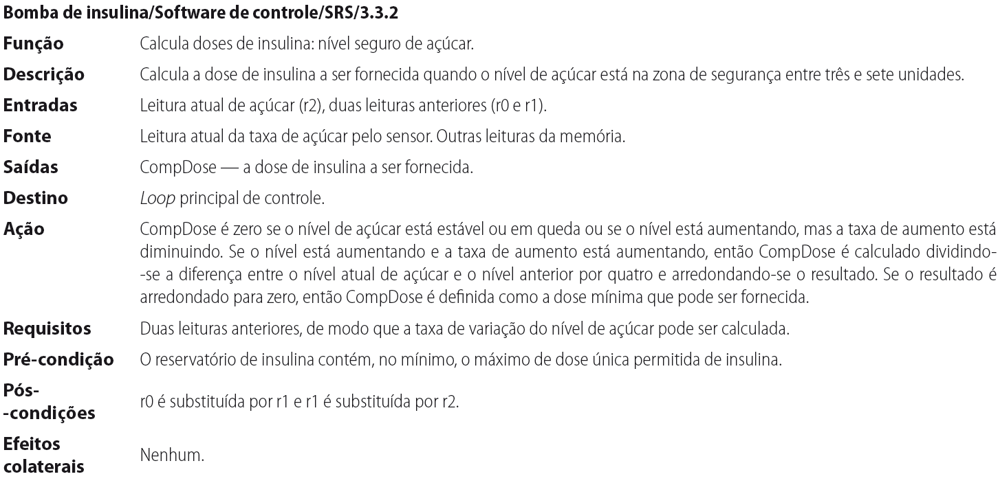 Bomba de insulina/Software de controle/SRS/3.3.2
Função Calcula doses de insulina: nível seguro de açúcar.
Descrição Calcula a dose de insulina a ser fornecida quando o nível de açúcar está na zona de segurança entre três e sete unidades.
Entradas Leitura atual de açúcar (r2), duas leituras anteriores (r0 e r1).
Fonte Leitura atual da taxa de açúcar pelo sensor. Outras leituras da memória.
Saídas CompDose — a dose de insulina a ser fornecida.
Destino Loop principal de controle.
Ação CompDose é zero se o nível de açúcar está estável ou em queda ou se o nível está aumentando, mas a taxa de aumento está
diminuindo. Se o nível está aumentando e a taxa de aumento está aumentando, então CompDose é calculado dividindo-
-se a diferença entre o nível atual de açúcar e o nível anterior por quatro e arredondando-se o resultado. Se o resultado é
arredondado para zero, então CompDose é definida como a dose mínima que pode ser fornecida.
Requisitos Duas leituras anteriores, de modo que a taxa de variação do nível de açúcar pode ser calculada.
Pré-condição O reservatório de insulina contém, no mínimo, o máximo de dose única permitida de insulina.
Pós-
-condições r0 é substituída por r1 e r1 é substituída por r2.
Efeitos
colaterais Nenhum.